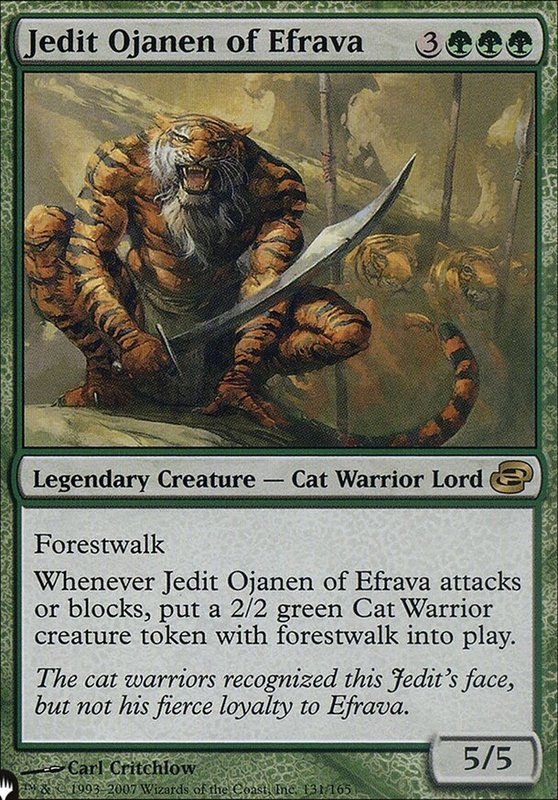 Jedit Ojanen of Efrava 3
Legendary Creature — Cat Warrior Lord
Forestwalk
Whenever Jedit Ojanen of Efrava attacks
or blocks, put a 2/2 green Cat Warrior
creature token with forestwalk into play.
The cat warriors recognized this Jedit's face,
but not his fierce loyalty to Efrava.
5/5
Carl Critchlow
™ & © 1993–2007 Wizards of the Coast, Inc. 131/165